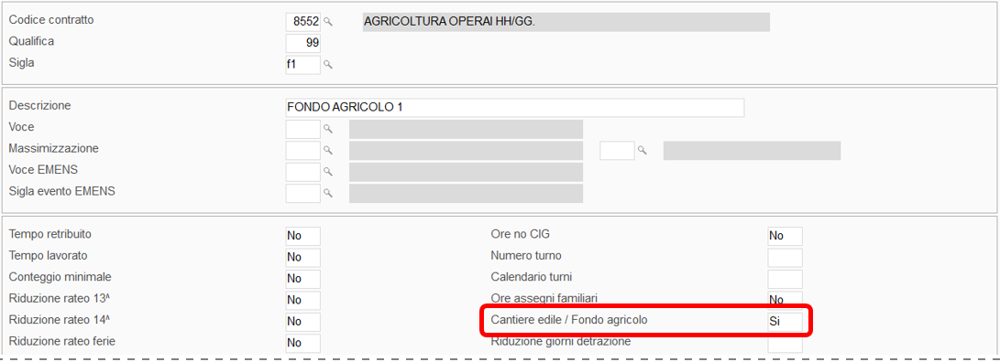 Codice contratto 8552 AGRICOLTURA OPERAI HH/GG.
Qualifica 99
Sigla f1
Descrizione FONDO AGRICOLO 1
Voce
Massimizzazione
Voce EMENS
Sigla evento EMENS
Tempo retribuito No Ore no CIG No
Tempo lavorato No Numero turno
Conteggio minimale No Calendario turni
Riduzione rateo 13^ No Ore assegni familiari No
Riduzione rateo 14^ No Cantiere edile / Fondo agricolo Si
Riduzione rateo ferie No Riduzione giorni detrazione